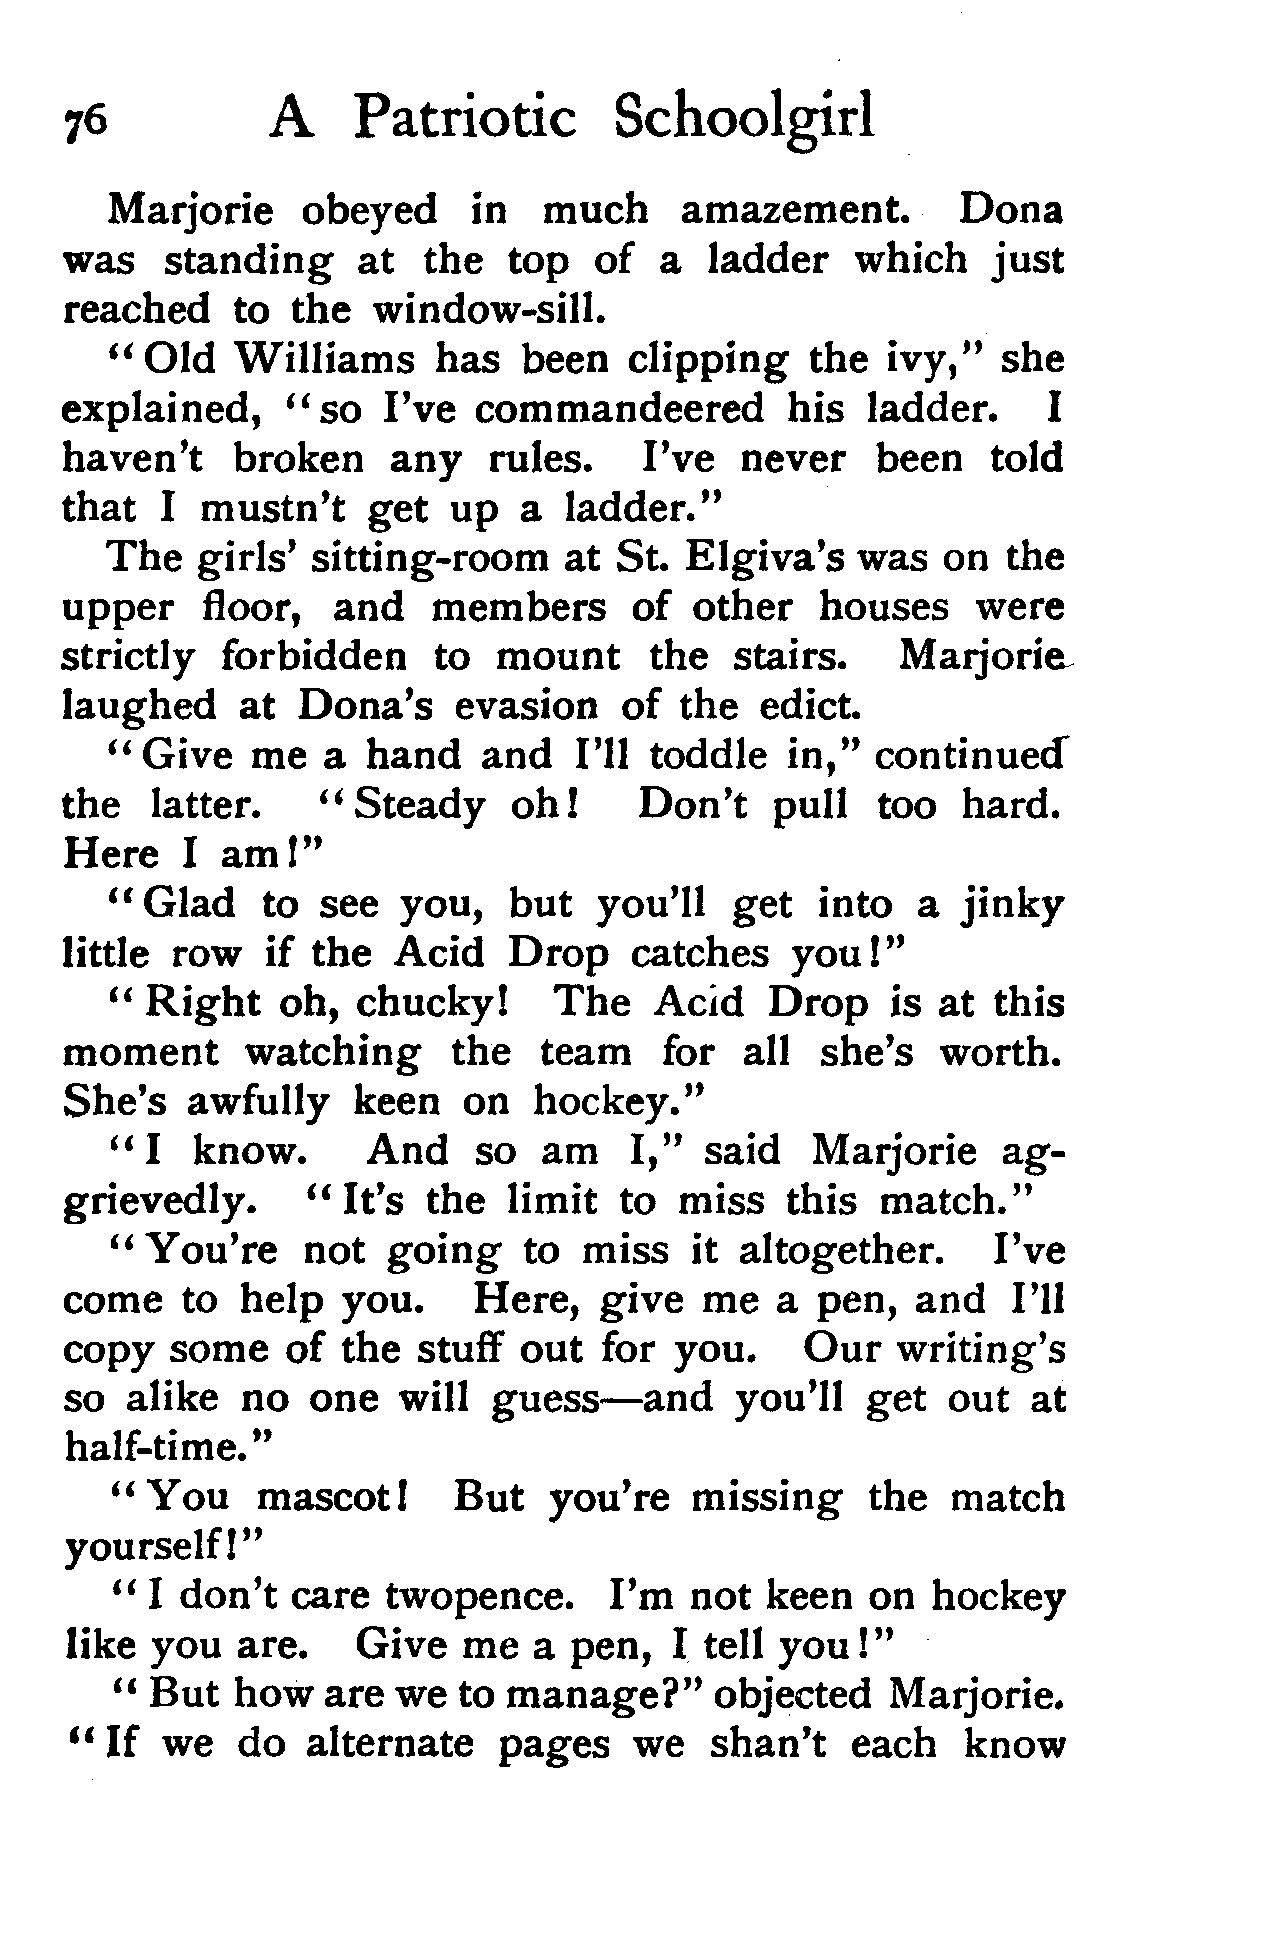 76 A Patriotic Schoolgirl
Marjorie obeyed in much amazement. Dona
was standing at the top of a ladder which just
reached to the window-sill.
"Old Williams has been clipping the ivy," she
explained, "so I've commandeered his ladder. I
haven't broken any rules. I've never been told
that I mustn't get up a ladder."
The girls' sitting-room at St. Elgiva's was on the
upper floor, and members of other houses were
strictly forbidden to mount the stairs. Marjorie
laughed at Dona's evasion of the edict.
"Give me a hand and I'll toddle in," continued
the latter. "Steady oh! Don't pull too hard.
Here I am!"
"Glad to see you, but you'll get into a jinky
little row if the Acid Drop catches you!"
"Right oh, chucky! The Acid Drop is at this
moment watching the team for all she's worth.
She's awfully keen on hockey."
"I know. And so am I," said Marjorie ag-
grievedly. "It's the limit to miss this match."
"You're not going to miss it altogether. I've
come to help you. Here, give me a pen, and I'll
copy some of the stuff out for you. Our writing's
so alike no one will guess—and you'll get out at
half-time."
"You mascot! But you're missing the match
yourself!"
"I don't care twopence. I'm not keen on hockey
like you are. Give me a pen, I tell you!"
"But how are we to manage?" objected Marjorie.
"If we do alternate pages we shan't each know